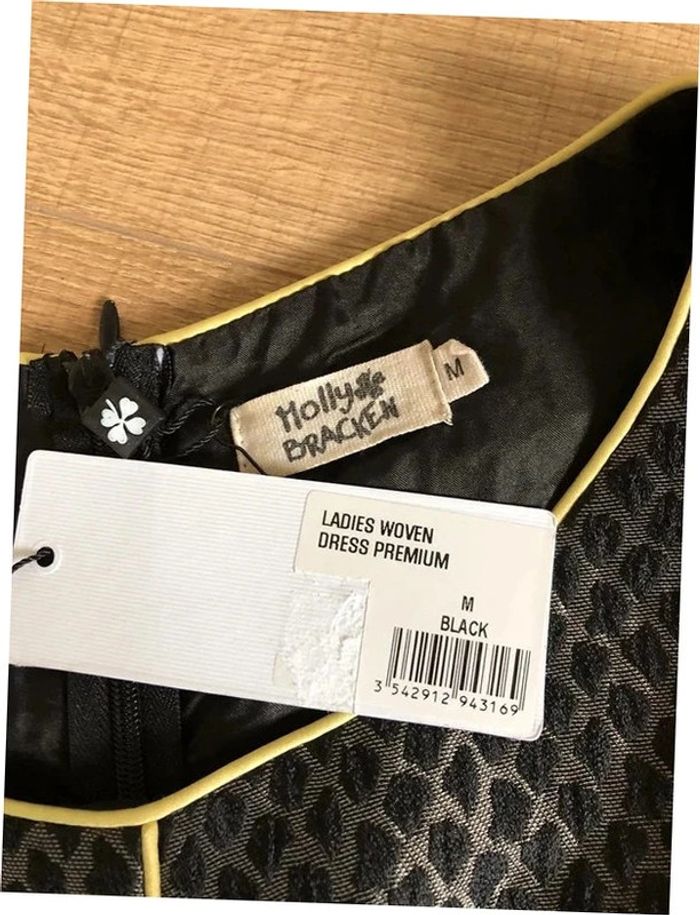 Molly
BRACKEN
M
LADIES WOVEN
DRESS PREMIUM
M
BLACK
3 542912 943169